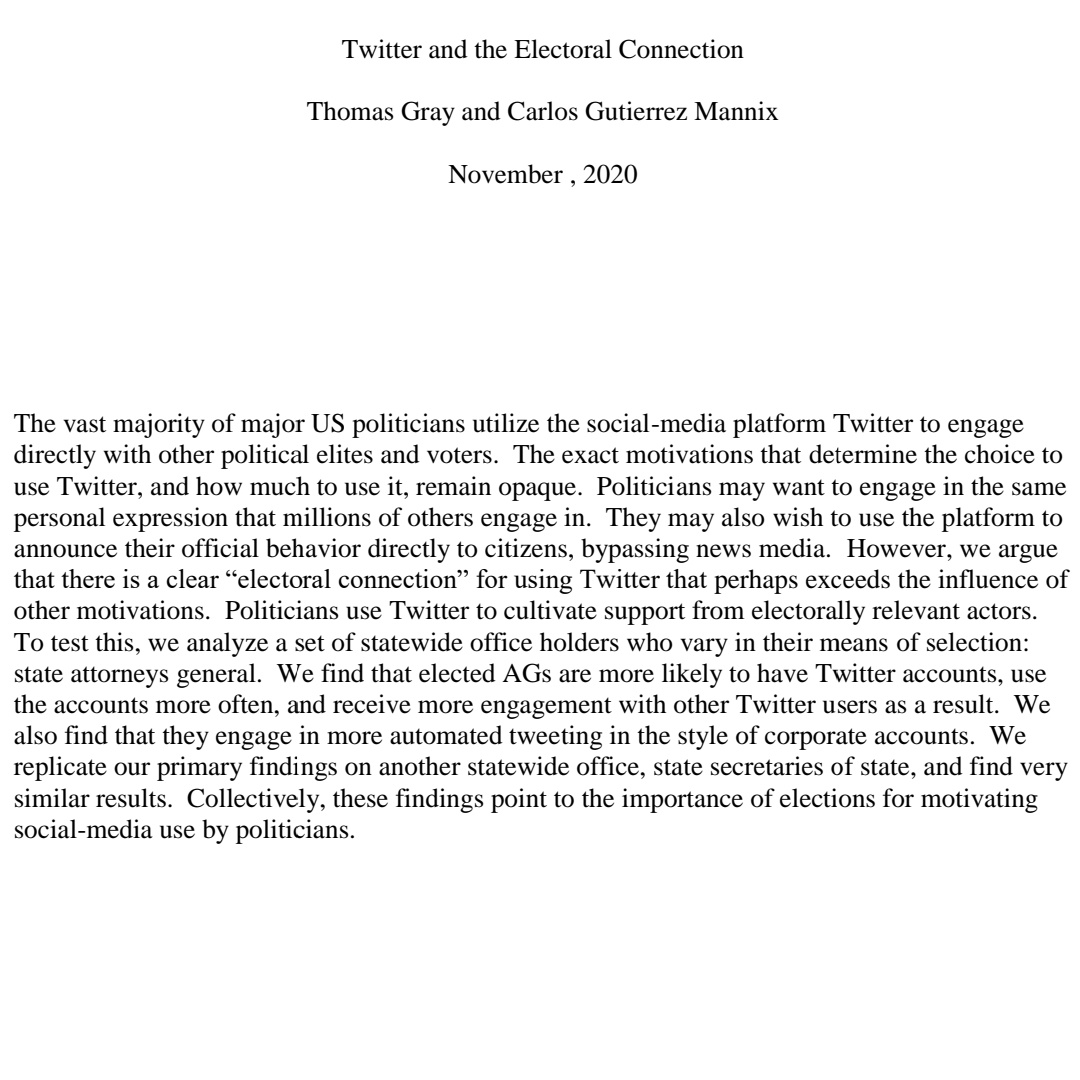 Twitter and the Electoral Connection
Thomas Gray and Carlos Gutierrez Mannix
November , 2020
The vast majority of major US politicians utilize the social-media platform Twitter to engage
directly with other political elites and voters.  The exact motivations that determine the choice to
use Twitter, and how much to use it, remain opaque.  Politicians may want to engage in the same
personal expression that millions of others engage in.  They may also wish to use the platform to
announce their official behavior directly to citizens, bypassing news media.  However, we argue
that there is a clear “electoral connection” for using Twitter that perhaps exceeds the influence of
other motivations.  Politicians use Twitter to cultivate support from electorally relevant actors.
To test this, we analyze a set of statewide office holders who vary in their means of selection:
state attorneys general.  We find that elected AGs are more likely to have Twitter accounts, use
the accounts more often, and receive more engagement with other Twitter users as a result.  We
also find that they engage in more automated tweeting in the style of corporate accounts.  We
replicate our primary findings on another statewide office, state secretaries of state, and find very
similar results.  Collectively, these findings point to the importance of elections for motivating
social-media use by politicians.